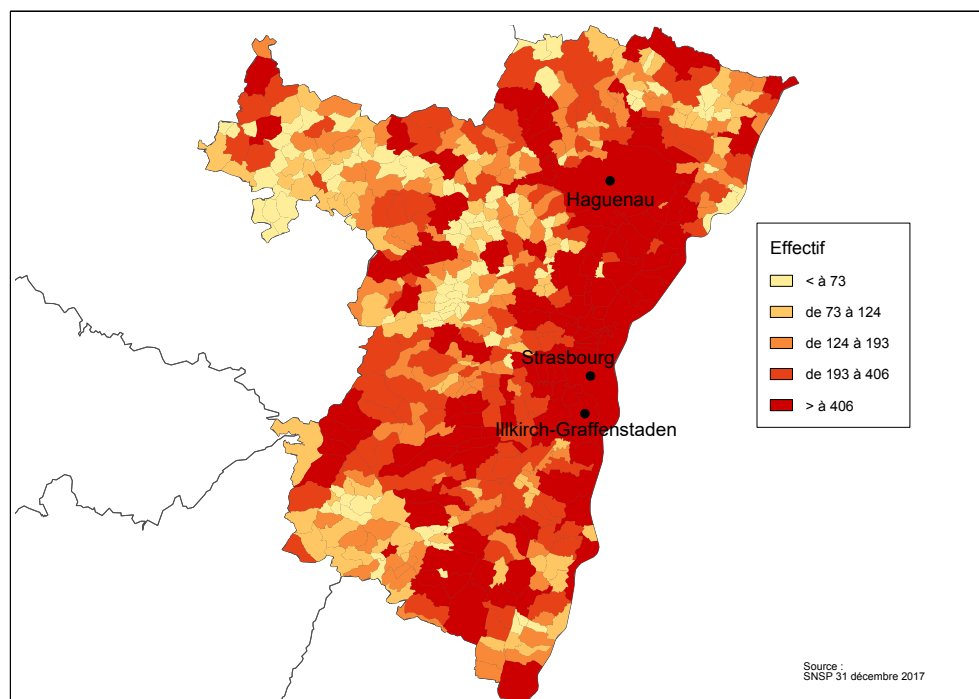 Haguenau
Effectif
< à 73
de 73 à 124
de 124 à 193
de 193 à 406
> à 406
Strasbourg
Illkirch-Graffenstaden
Source :
SNSP 31 décembre 2017